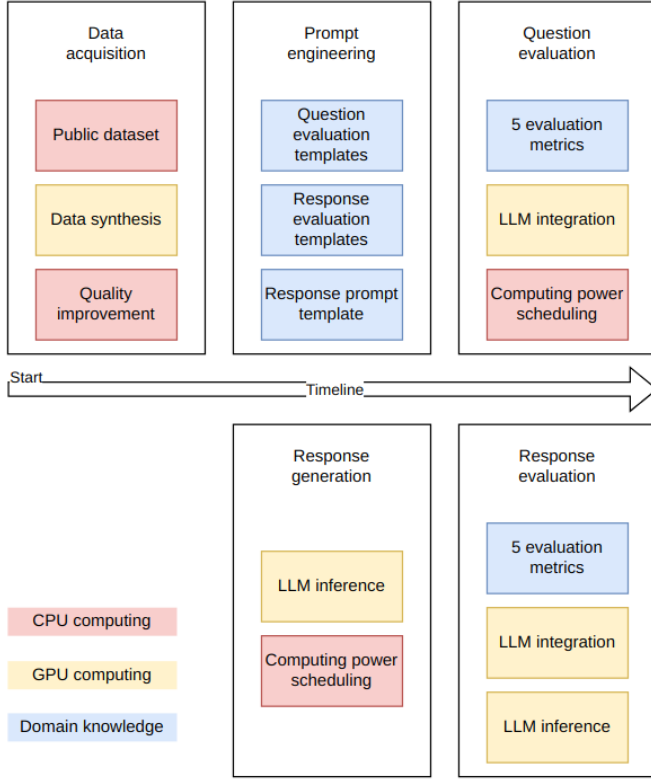 Data
acquisition
Public dataset
Data synthesis
Quality
improvement
Prompt
engineering
Question
evaluation
templates
Response
evaluation
templates
Response prompt
template
Question
evaluation
5 evaluation
metrics
LLM integration
Computing power
scheduling
Start
Timeline
CPU computing
GPU computing
Domain knowledge
Response
generation
LLM inference
Computing power
scheduling
Response
evaluation
5 evaluation
metrics
LLM integration
LLM inference